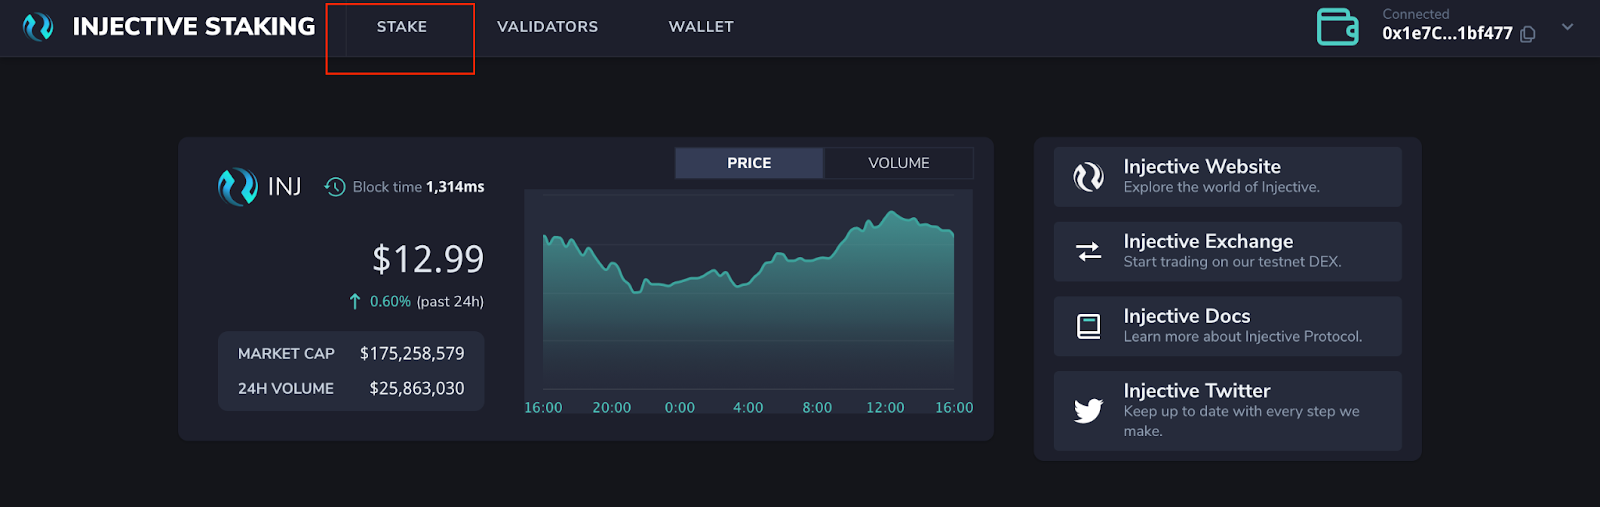 INJECTIVE STAKING
STAKE
VALIDATORS
WALLET
Connected
0x1e7C...1bf477
INJ
Block time 1,314ms
$12.99
0.60% (past 24h)
MARKET CAP $175,258,579
24H VOLUME $25,863,030
PRICE
VOLUME
16:00 20:00 0:00 4:00 8:00 12:00 16:00
Injective Website
Explore the world of Injective.
Injective Exchange
Start trading on our testnet DEX.
Injective Docs
Learn more about Injective Protocol.
Injective Twitter
Keep up to date with every step we
make.